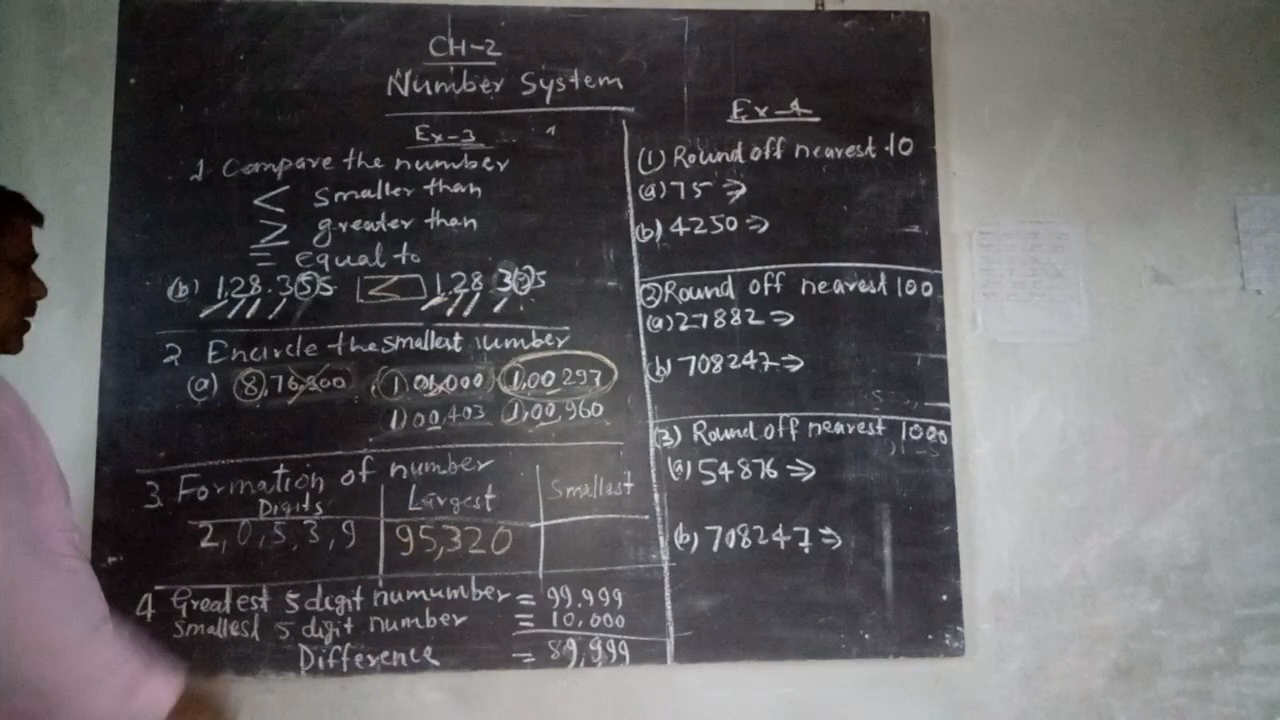 CH-2
Number System
Ex-3
1. Compare the number
< Smaller than
> greater than
= equal to
(b) 1,28,355 < 1,28 3
2 Encircle the smallest number
(a) 8,76,300 1,01,000 1,00 297
1,00,403 1,00,960
3. Formation of number
Digits Largest Smallest
2, 0, 5, 3, 9 95,320
4 Greatest 5 digit numumber = 99,999
smallest 5 digit number = 10,000
Difference = 89,999
Ex-4
(1) Round off nearest 10
(a) 75 ⇒
(b) 4250 ⇒
(2) Round off nearest 100
(a) 27882 ⇒
(b) 708247 ⇒
(3) Round off nearest 1000
(a) 54876 ⇒
(b) 708247 ⇒